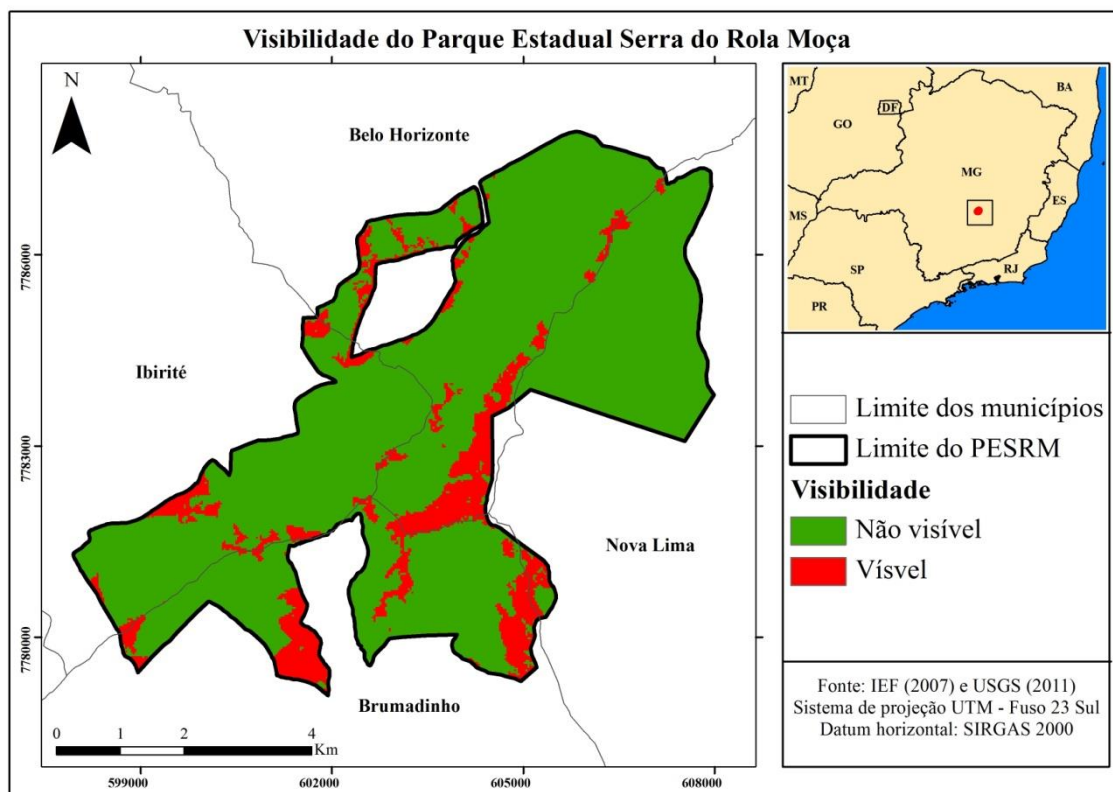 Visibilidade do Parque Estadual Serra do Rola Moça
N
Belo Horizonte
Ibirité
Nova Lima
Brumadinho
7786000
7783000
7780000
0 1 2 4
Km
599000 602000 605000 608000
MT
BA
DF
GO
MG
ES
MS
SP
RJ
PR
Limite dos municípios
Limite do PESRM
Visibilidade
Não visível
Vísvel
Fonte: IEF (2007) e USGS (2011)
Sistema de projeção UTM - Fuso 23 Sul
Datum horizontal: SIRGAS 2000